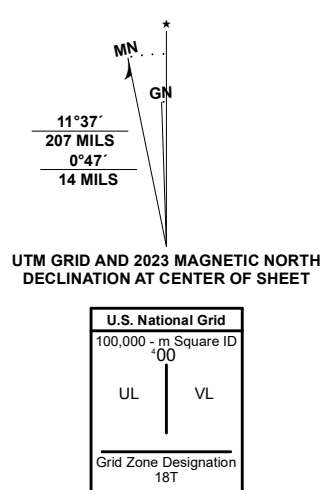 ★
MN
GN
11°37´
207 MILS
0°47´
14 MILS
UTM GRID AND 2023 MAGNETIC NORTH
DECLINATION AT CENTER OF SHEET
U.S. National Grid
100,000 - m Square ID
⁴00
UL VL
Grid Zone Designation
18T